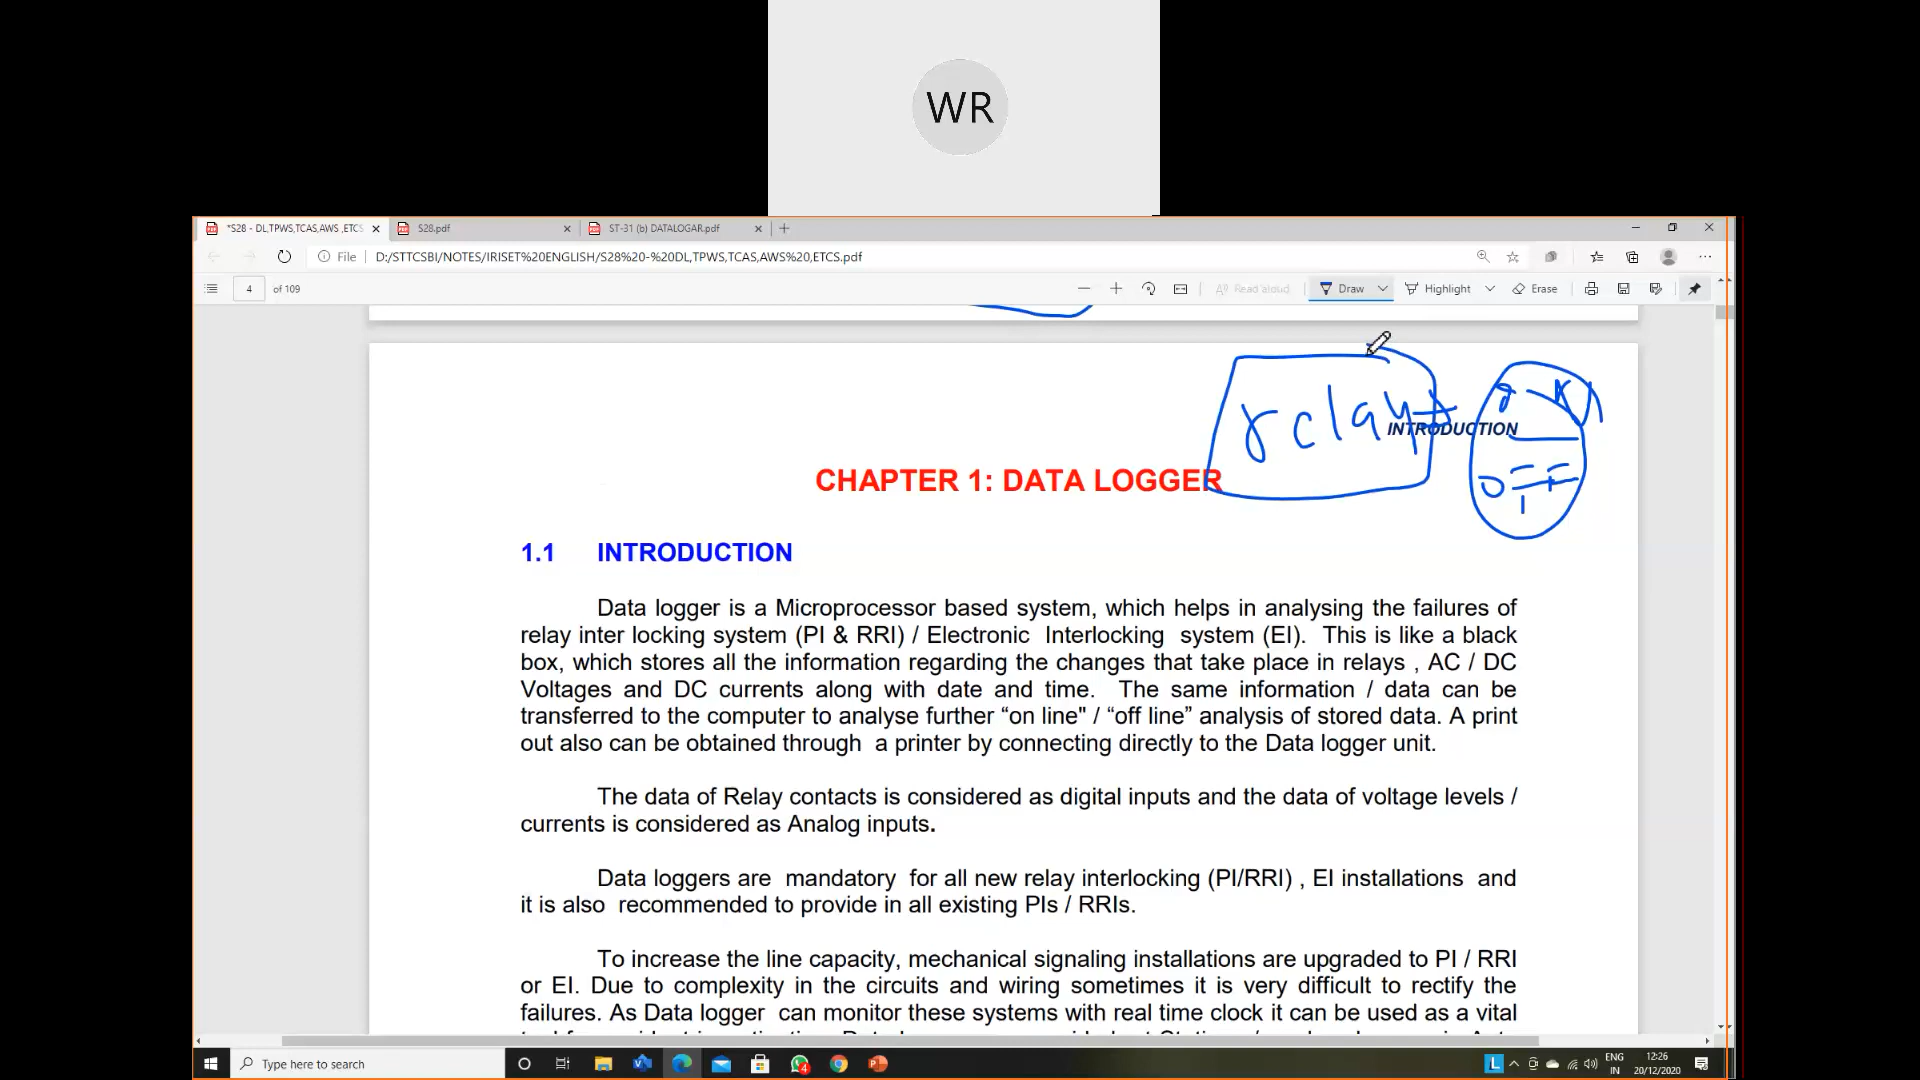 WR
*S28 - DL,TPWS,TCAS,AWS ,ETCS
S28.pdf
ST-31 (b) DATALOGAR.pdf
File D:/STTCSBI/NOTES/IRISET%20ENGLISH/S28%20-%20DL,TPWS,TCAS,AWS%20,ETCS.pdf
4 of 109
Read aloud Draw Highlight Erase
relay
INTRODUCTION
OFF
CHAPTER 1: DATA LOGGER
1.1 INTRODUCTION
Data logger is a Microprocessor based system, which helps in analysing the failures of
relay inter locking system (PI & RRI) / Electronic Interlocking system (EI). This is like a black
box, which stores all the information regarding the changes that take place in relays , AC / DC
Voltages and DC currents along with date and time. The same information / data can be
transferred to the computer to analyse further “on line" / “off line” analysis of stored data. A print
out also can be obtained through a printer by connecting directly to the Data logger unit.
The data of Relay contacts is considered as digital inputs and the data of voltage levels /
currents is considered as Analog inputs.
Data loggers are mandatory for all new relay interlocking (PI/RRI) , EI installations and
it is also recommended to provide in all existing PIs / RRIs.
To increase the line capacity, mechanical signaling installations are upgraded to PI / RRI
or EI. Due to complexity in the circuits and wiring sometimes it is very difficult to rectify the
failures. As Data logger can monitor these systems with real time clock it can be used as a vital
Type here to search
4
L
ENG
IN
12:26
20/12/2020